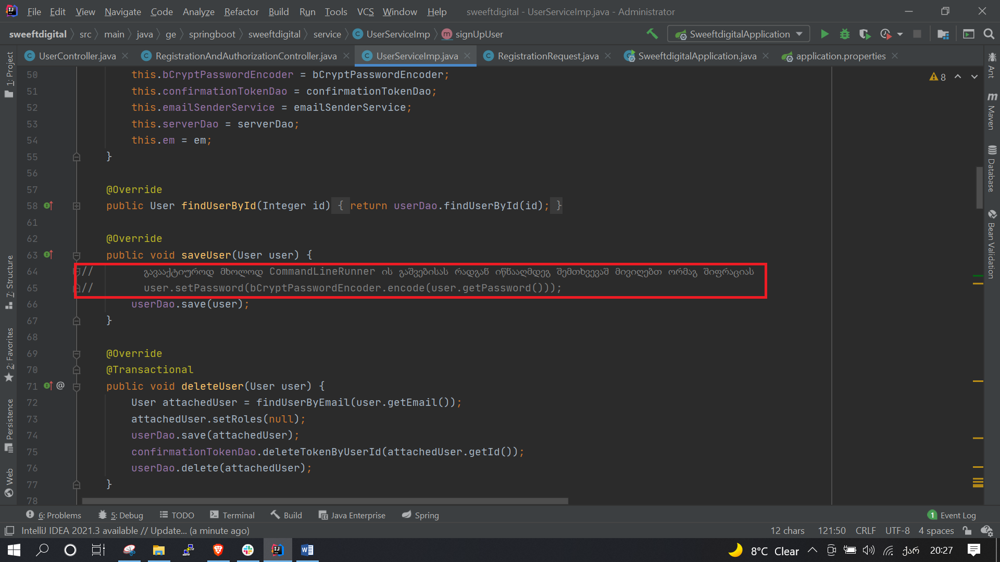 File Edit View Navigate Code Analyze Refactor Build Run Tools VCS Window Help sweeftdigital - UserServiceImp.java - Administrator
sweeftdigital src main java ge springboot sweeftdigital service UserServiceImp signUpUser SweeftdigitalApplication
UserController.java RegistrationAndAuthorizationController.java UserServiceImp.java RegistrationRequest.java SweeftdigitalApplication.java application.properties
1: Project
7: Structure
2: Favorites
Persistence
Web
8
50 this.bCryptPasswordEncoder = bCryptPasswordEncoder;
51 this.confirmationTokenDao = confirmationTokenDao;
52 this.emailSenderService = emailSenderService;
53 this.serverDao = serverDao;
54 this.em = em;
55 }
56
57 @Override
58 public User findUserById(Integer id) { return userDao.findUserById(id); }
61
62 @Override
63 public void saveUser(User user) {
64 // გავააქტიუროდ მხოლოდ CommandLineRunner ის გაშვებისას რადგან იწნააღმდეგ შემთხვევაშ მივიღებთ ორმაგ შიფრაციას
65 // user.setPassword(bCryptPasswordEncoder.encode(user.getPassword()));
66 userDao.save(user);
67 }
68
69 @Override
70 @Transactional
71 @ public void deleteUser(User user) {
72 User attachedUser = findUserByEmail(user.getEmail());
73 attachedUser.setRoles(null);
74 userDao.save(attachedUser);
75 confirmationTokenDao.deleteTokenByUserId(attachedUser.getId());
76 userDao.delete(attachedUser);
77 }
78
Ant
Maven
Database
Bean Validation
6: Problems 5: Debug TODO Terminal Build Java Enterprise Spring 1 Event Log
IntelliJ IDEA 2021.3 available // Update... (a minute ago) 12 chars 121:50 CRLF UTF-8 4 spaces
8°C Clear ქარ 20:27